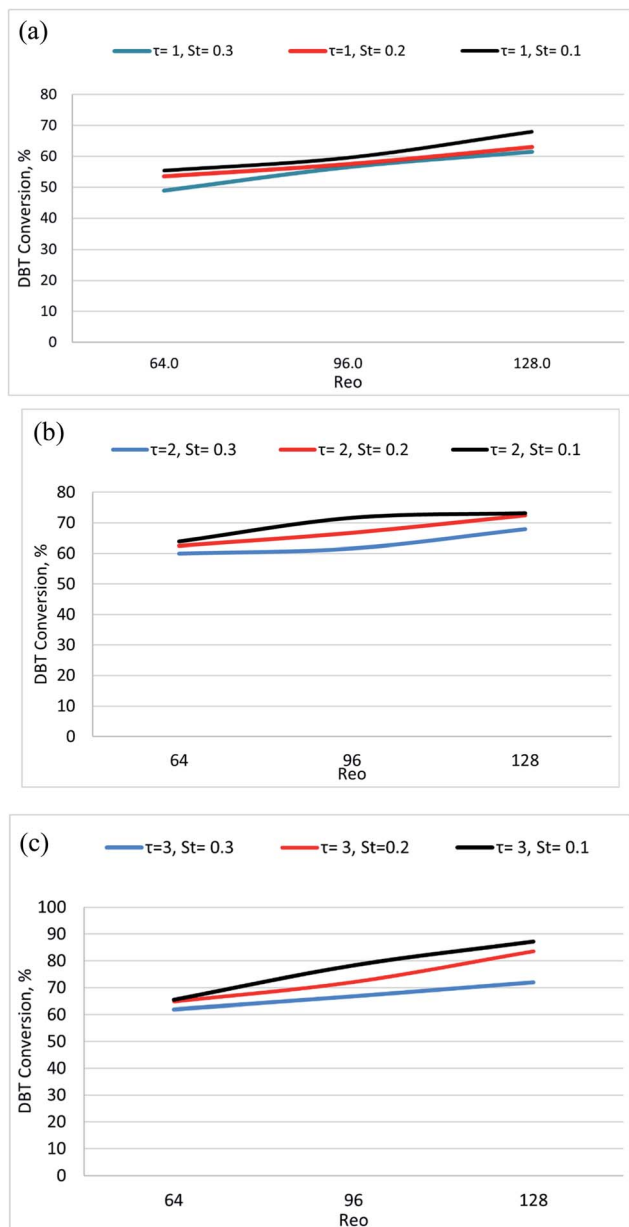 (a)
τ= 1, St= 0.3 τ=1, St= 0.2 τ= 1, St= 0.1
80
70
60
50
40
30
20
10
0
DBT Conversion, %
64.0 96.0 128.0
Reo
(b)
τ=2, St= 0.3 τ= 2, St= 0.2 τ= 2, St= 0.1
80
70
60
50
40
30
20
10
0
DBT Conversion, %
64 96 128
Reo
(c)
τ=3, St= 0.3 τ= 3, St=0.2 τ= 3, St= 0.1
100
90
80
70
60
50
40
30
20
10
0
DBT Conversion, %
64 96 128
Reo